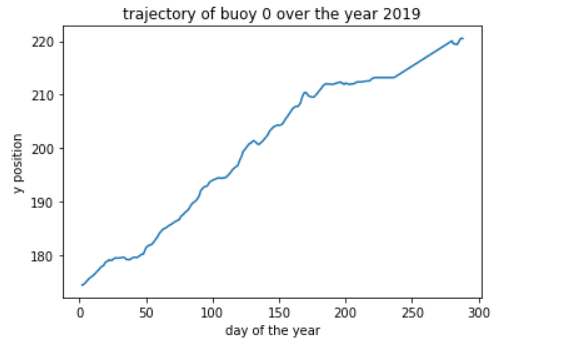 trajectory of buoy 0 over the year 2019
220
210
200
190
180
y position
0 50 100 150 200 250 300
day of the year